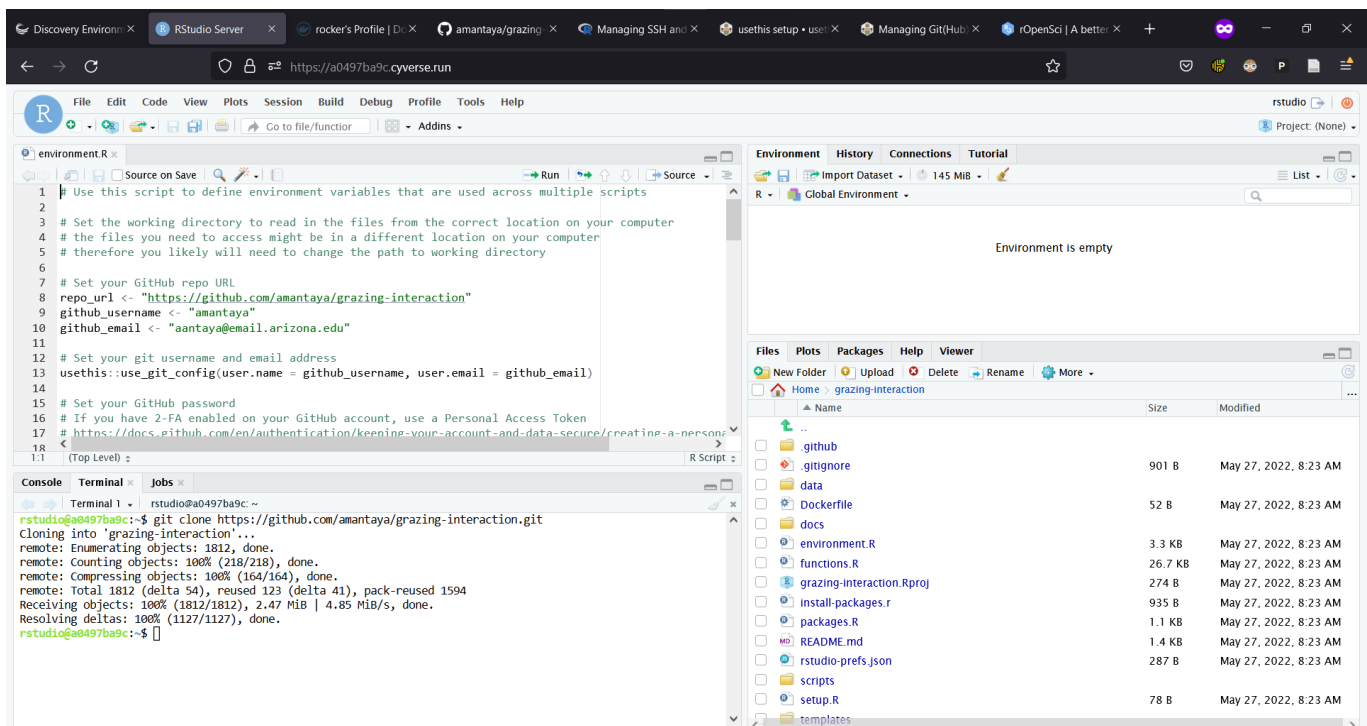 Discovery Environm
RStudio Server
rocker's Profile | Do
amantaya/grazing-
Managing SSH and
usethis setup • uset
Managing Git(Hub)
rOpenSci | A better
https://a0497ba9c.cyverse.run
P
R
File Edit Code View Plots Session Build Debug Profile Tools Help
rstudio
Go to file/function
Addins
Project: (None)
environment.R
Source on Save
Run
Source
1 # Use this script to define environment variables that are used across multiple scripts
2
3 # Set the working directory to read in the files from the correct location on your computer
4 # the files you need to access might be in a different location on your computer
5 # therefore you likely will need to change the path to working directory
6
7 # Set your GitHub repo URL
8 repo_url <- "https://github.com/amantaya/grazing-interaction"
9 github_username <- "amantaya"
10 github_email <- "aantaya@email.arizona.edu"
11
12 # Set your git username and email address
13 usethis::use_git_config(user.name = github_username, user.email = github_email)
14
15 # Set your GitHub password
16 # If you have 2-FA enabled on your GitHub account, use a Personal Access Token
17 # https://docs.github.com/en/authentication/keeping-your-account-and-data-secure/creating-a-persona
18
1:1 (Top Level) R Script
Console Terminal Jobs
Terminal 1 rstudio@a0497ba9c: ~
rstudio@a0497ba9c:~$ git clone https://github.com/amantaya/grazing-interaction.git
Cloning into 'grazing-interaction'...
remote: Enumerating objects: 1812, done.
remote: Counting objects: 100% (218/218), done.
remote: Compressing objects: 100% (164/164), done.
remote: Total 1812 (delta 54), reused 123 (delta 41), pack-reused 1594
Receiving objects: 100% (1812/1812), 2.47 MiB | 4.85 MiB/s, done.
Resolving deltas: 100% (1127/1127), done.
rstudio@a0497ba9c:~$
Environment History Connections Tutorial
Import Dataset 145 MiB List
R Global Environment
Environment is empty
Files Plots Packages Help Viewer
New Folder Upload Delete Rename More
Home grazing-interaction ...
Name Size Modified
..
.github
.gitignore 901 B May 27, 2022, 8:23 AM
data
Dockerfile 52 B May 27, 2022, 8:23 AM
docs
environment.R 3.3 KB May 27, 2022, 8:23 AM
functions.R 26.7 KB May 27, 2022, 8:23 AM
grazing-interaction.Rproj 274 B May 27, 2022, 8:23 AM
install-packages.r 935 B May 27, 2022, 8:23 AM
packages.R 1.1 KB May 27, 2022, 8:23 AM
MD README.md 1.4 KB May 27, 2022, 8:23 AM
rstudio-prefs.json 287 B May 27, 2022, 8:23 AM
scripts
setup.R 78 B May 27, 2022, 8:23 AM
templates